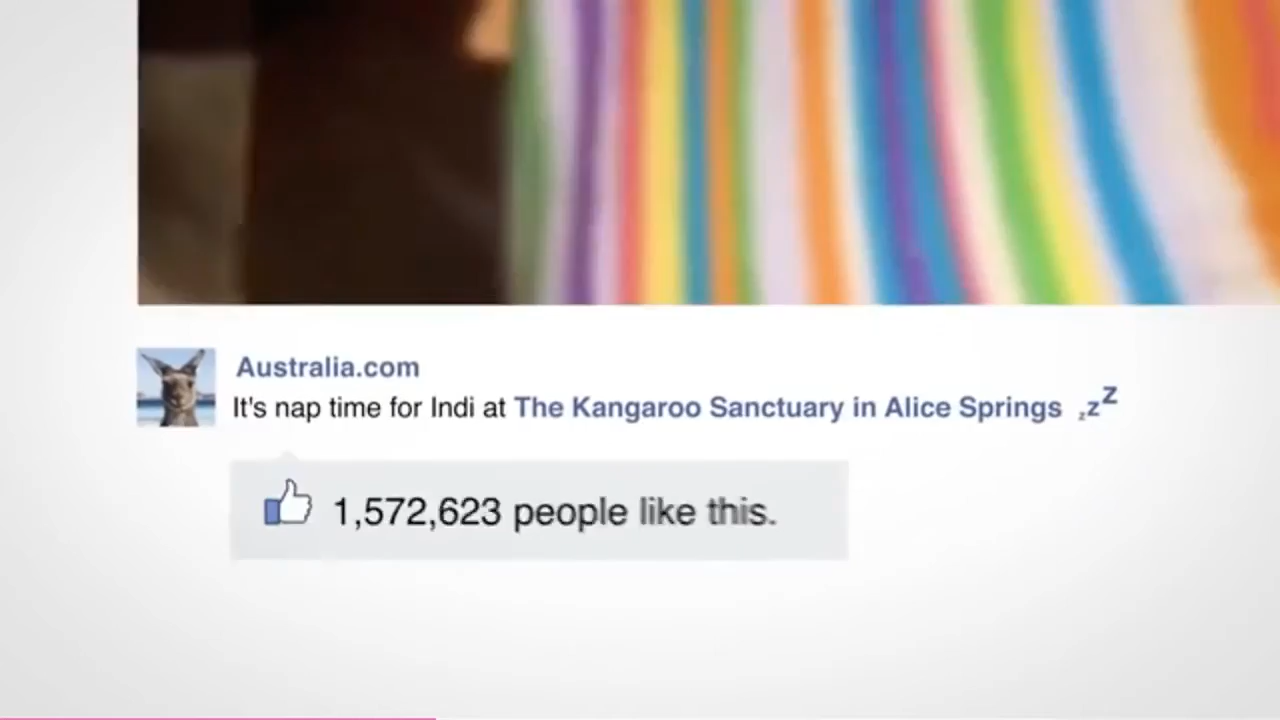 Australia.com
It's nap time for Indi at The Kangaroo Sanctuary in Alice Springs zzZ
1,572,623 people like this.